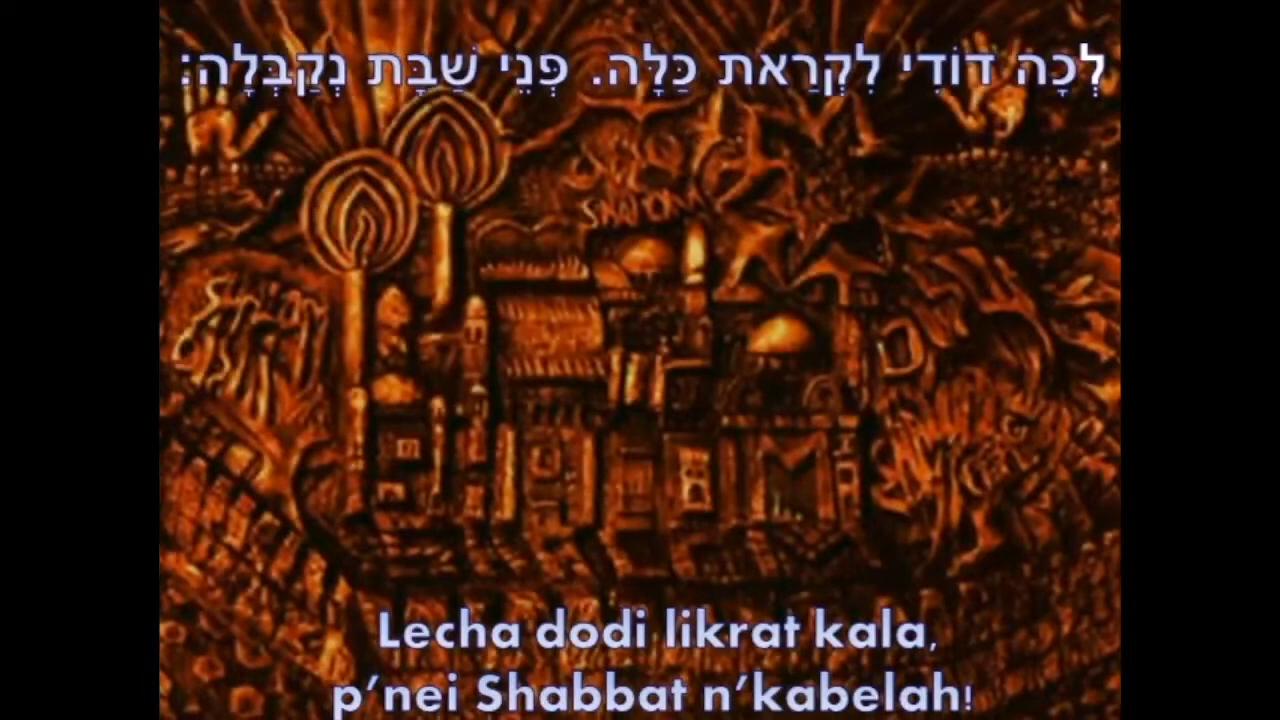 לְכָה דוֹדִי לִקְרַאת כַּלָּה. פְּנֵי שַׁבָּת נְקַבְּלָה:
Lecha dodi likrat kala,
p’nei Shabbat n’kabelah!